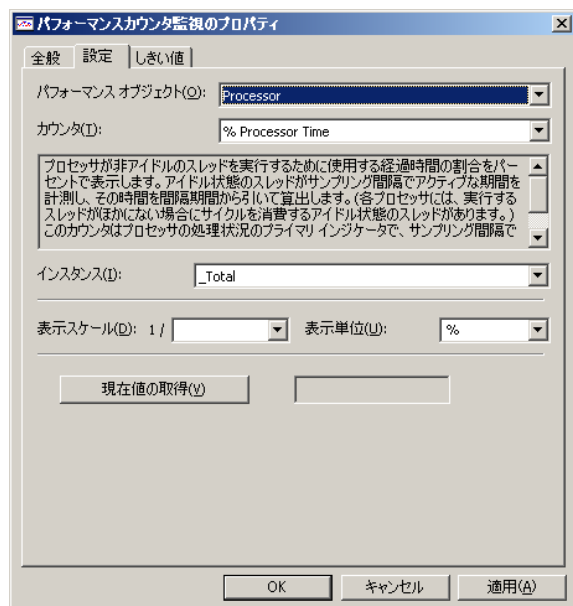 パフォーマンスカウンタ監視のプロパティ
全般 設定 しきい値
パフォーマンス オブジェクト(O): Processor
カウンタ(T): % Processor Time
プロセッサが非アイドルのスレッドを実行するために使用する経過時間の割合をパー
セントで表示します。アイドル状態のスレッドがサンプリング間隔でアクティブな期間を
計測し、その時間を間隔期間から引いて算出します。(各プロセッサには、実行する
スレッドがほかにない場合にサイクルを消費するアイドル状態のスレッドがあります。)
このカウンタはプロセッサの処理状況のプライマリ インジケータで、サンプリング間隔で
インスタンス(I): _Total
表示スケール(D): 1 / 表示単位(U): %
現在値の取得(V)
OK キャンセル 適用(A)